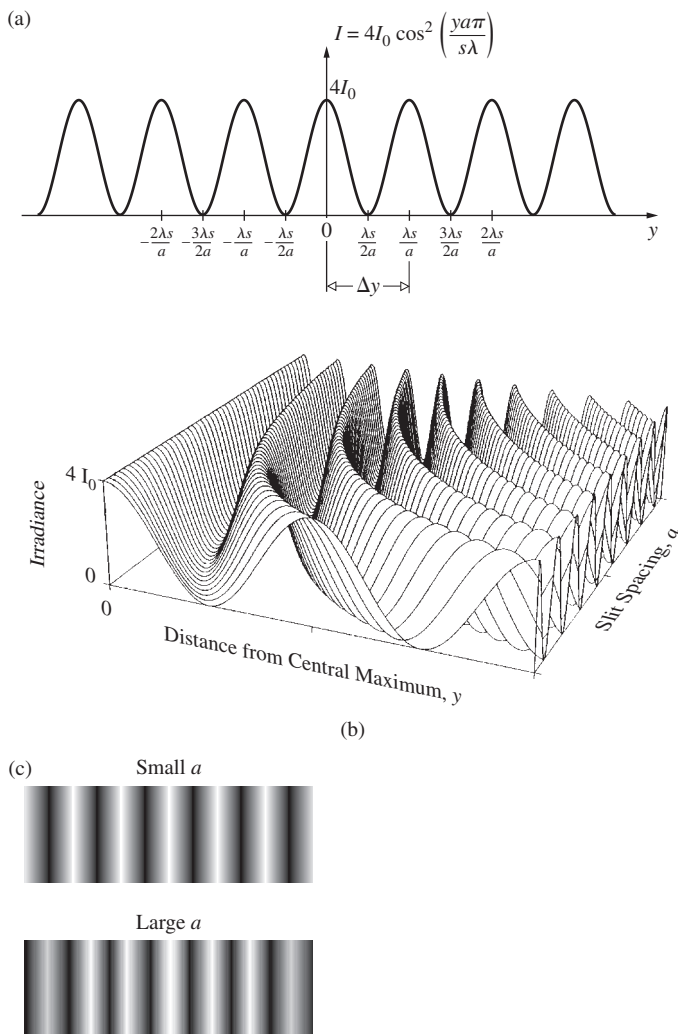 (a)
I = 4I₀ cos² (yaπ/sλ)
4I₀
−2λs/a −3λs/2a −λs/a −λs/2a 0 λs/2a λs/a 3λs/2a 2λs/a y
Δy
4 I₀
Irradiance
0
0
Distance from Central Maximum, y
Slit Spacing, a
(b)
(c)
Small a
Large a